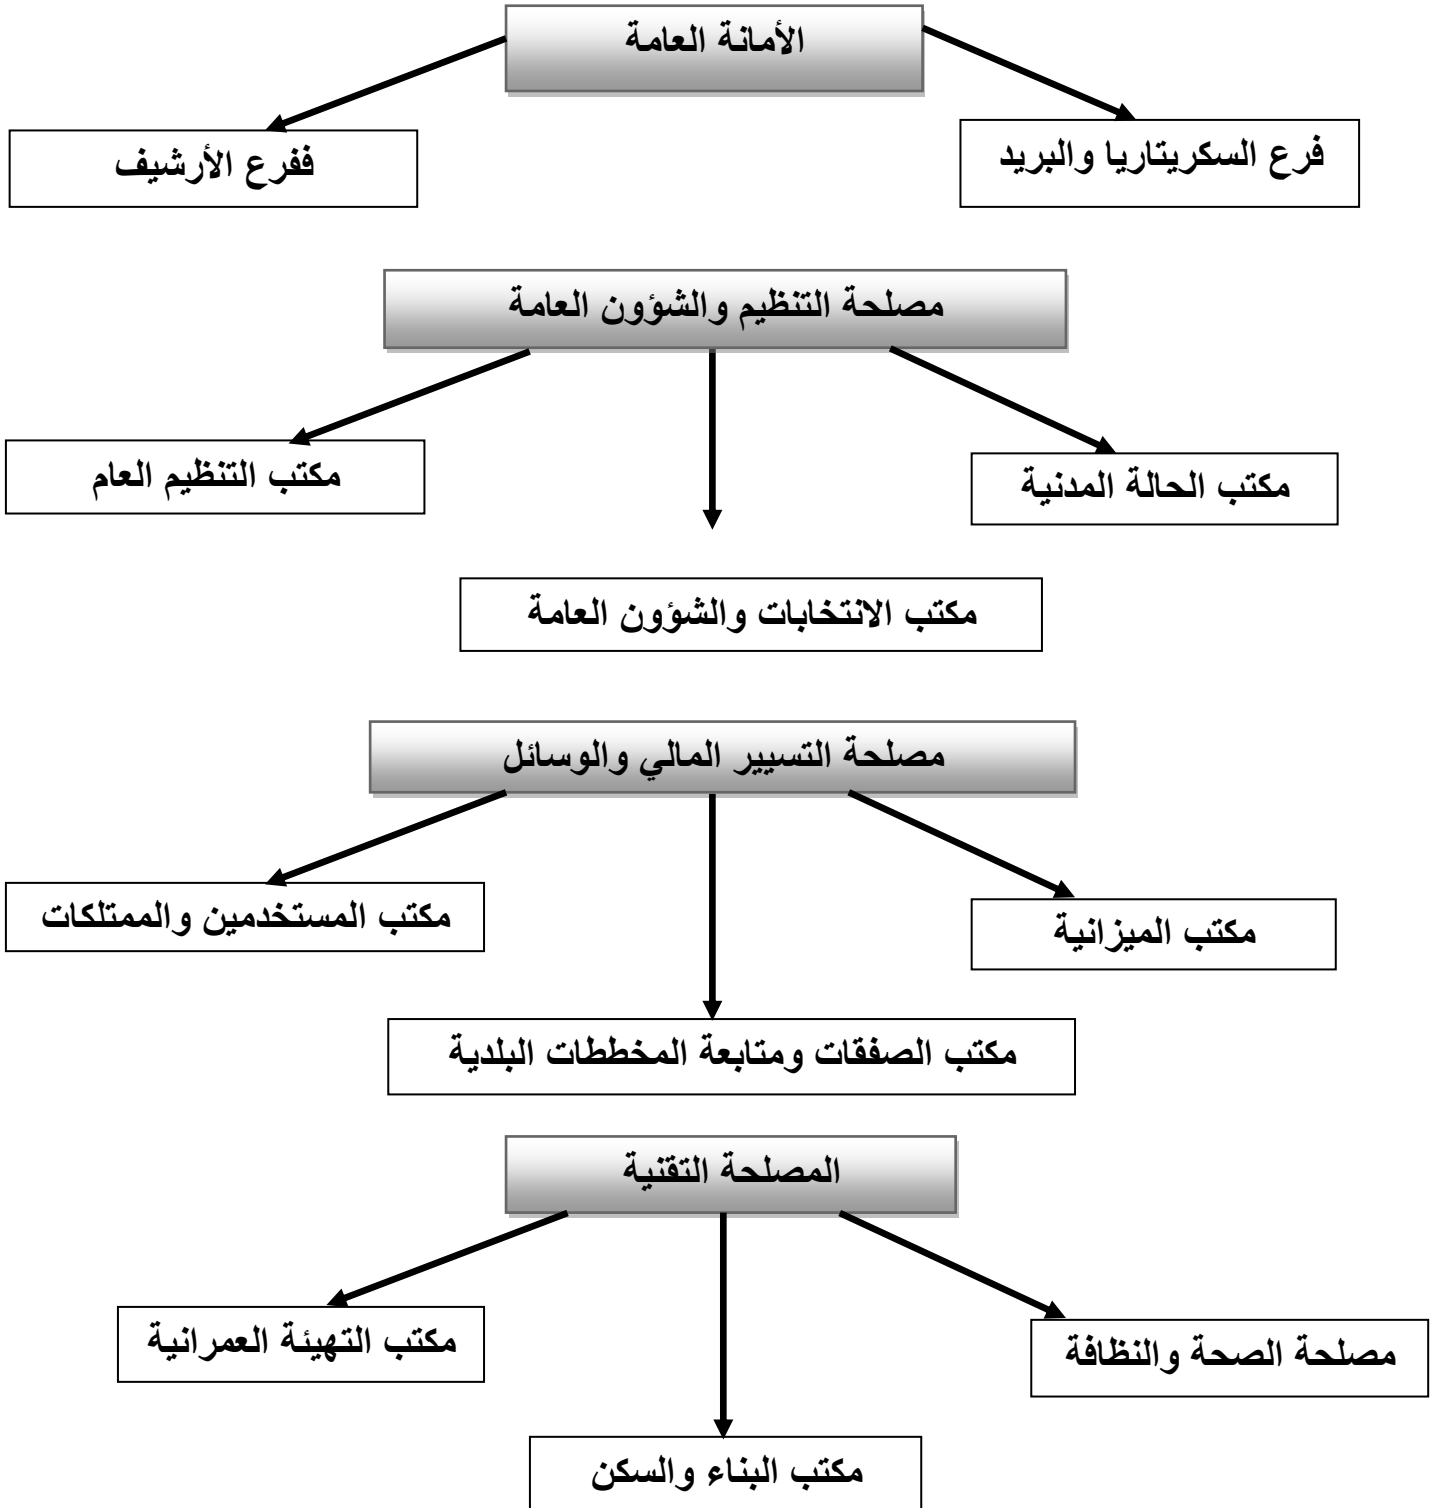 الأمانة العامة
فرع السكريتاريا والبريد
ففرع الأرشيف
مصلحة التنظيم والشؤون العامة
مكتب الحالة المدنية
مكتب التنظيم العام
مكتب الانتخابات والشؤون العامة
مصلحة التسيير المالي والوسائل
مكتب الميزانية
مكتب المستخدمين والممتلكات
مكتب الصفقات ومتابعة المخططات البلدية
المصلحة التقنية
مصلحة الصحة والنظافة
مكتب التهيئة العمرانية
مكتب البناء والسكن